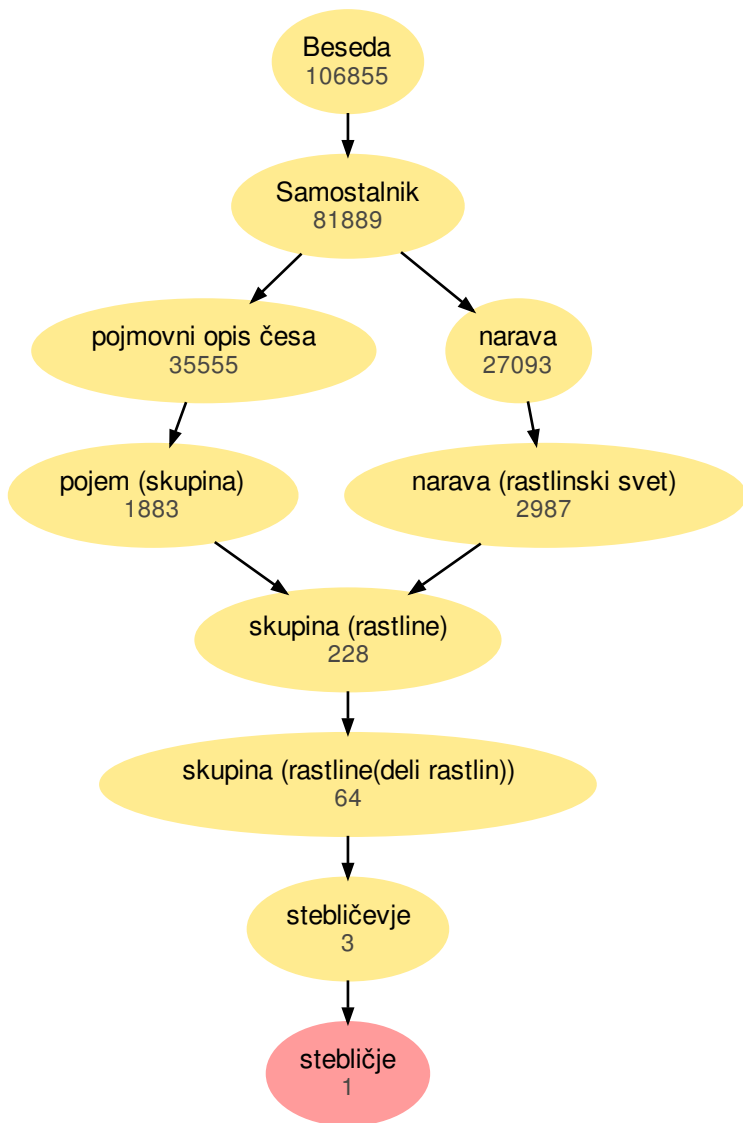 Beseda
106855
Samostalnik
81889
pojmovni opis česa
35555
narava
27093
pojem (skupina)
1883
narava (rastlinski svet)
2987
skupina (rastline)
228
skupina (rastline(deli rastlin))
64
stebličevje
3
stebličje
1